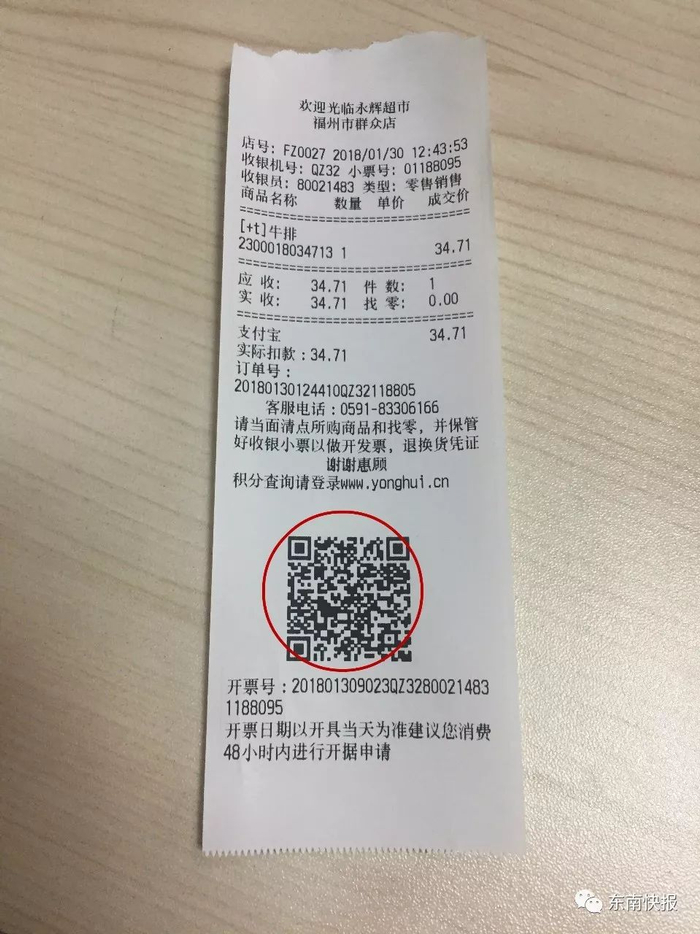 欢迎光临永辉超市
福州市群众店
店号: FZ0027 2018/01/30 12:43:53
收银机号: QZ32 小票号: 01188095
收银员: 80021483 类型: 零售销售
商品名称 数量 单价 成交价
[+t]牛排
2300018034713 1 34.71
应 收: 34.71 件 数: 1
实 收: 34.71 找 零: 0.00
支付宝 34.71
实际扣款:34.71
订单号:
20180130124410QZ32118805
客服电话:0591-83306166
请当面清点所购商品和找零, 并保管
好收银小票以做开发票, 退换货凭证
谢谢惠顾
积分查询请登录www.yonghui.cn
开票号:201801309023QZ3280021483
1188095
开票日期以开具当天为准建议您消费
48小时内进行开据申请
东南快报